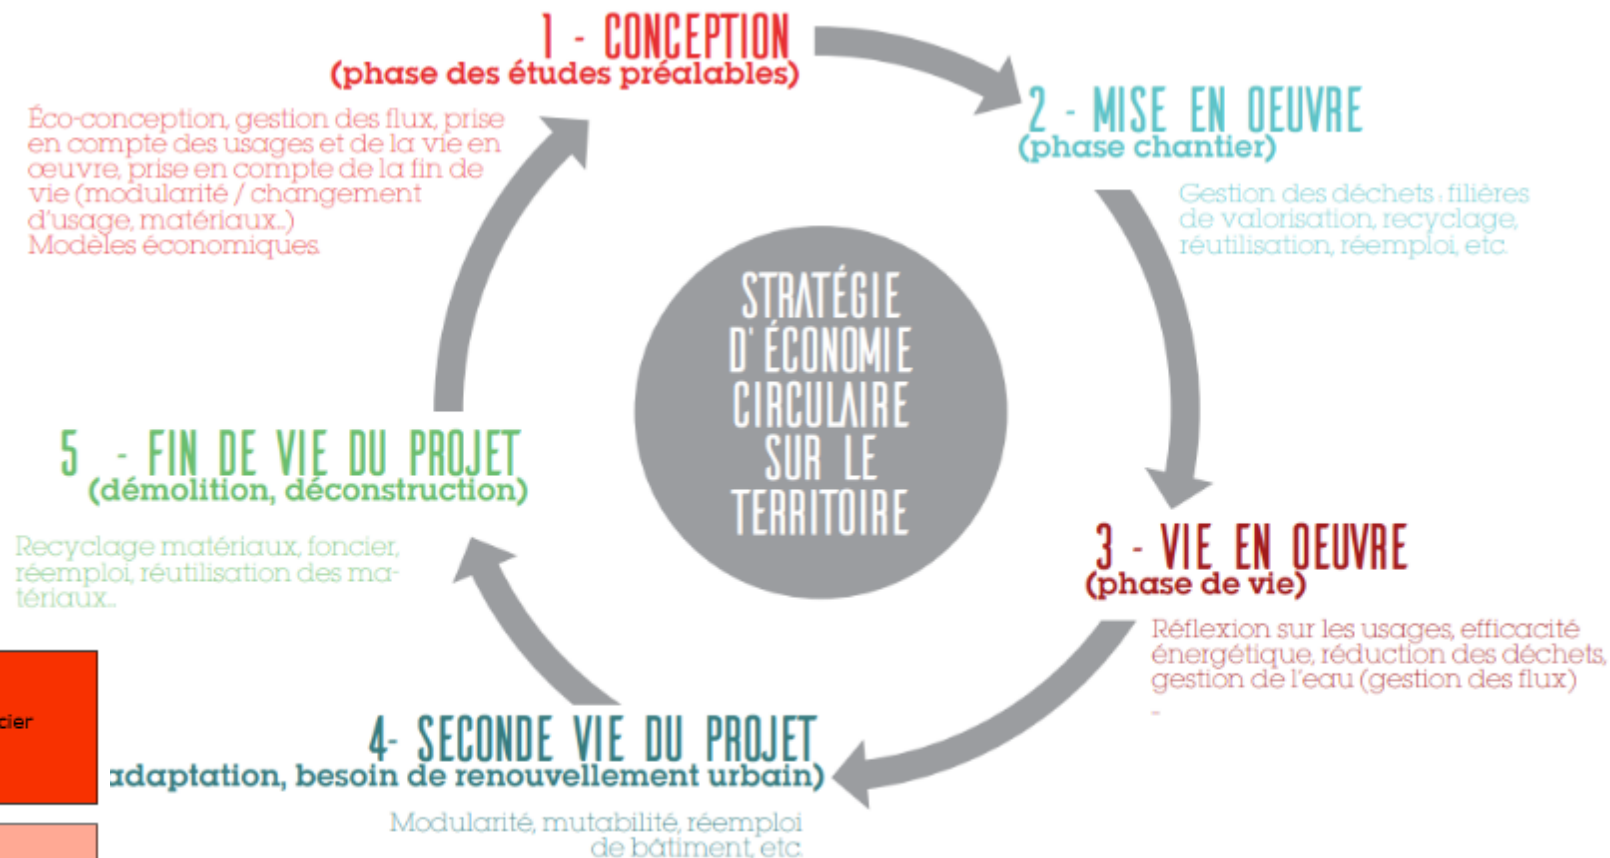 1 - CONCEPTION
(phase des études préalables)
Éco-conception, gestion des flux, prise
en compte des usages et de la vie en
œuvre, prise en compte de la fin de
vie (modularité / changement
d'usage, matériaux...)
Modèles économiques.
2 - MISE EN OEUVRE
(phase chantier)
Gestion des déchets : filières
de valorisation, recyclage,
réutilisation, réemploi, etc.
STRATÉGIE
D'ÉCONOMIE
CIRCULAIRE
SUR LE
TERRITOIRE
3 - VIE EN OEUVRE
(phase de vie)
Réflexion sur les usages, efficacité
énergétique, réduction des déchets,
gestion de l'eau (gestion des flux)
...
4- SECONDE VIE DU PROJET
adaptation, besoin de renouvellement urbain)
Modularité, mutabilité, réemploi
de bâtiment, etc.
5 - FIN DE VIE DU PROJET
(démolition, déconstruction)
Recyclage matériaux, foncier,
réemploi, réutilisation des ma-
tériaux...
cier